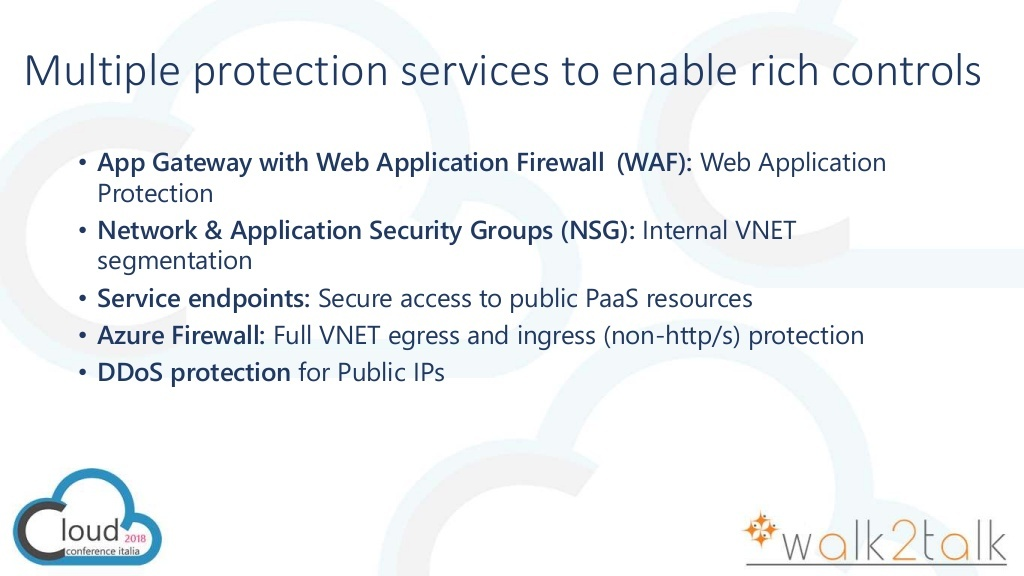 Multiple protection services to enable rich controls
• App Gateway with Web Application Firewall (WAF): Web Application
Protection
• Network & Application Security Groups (NSG): Internal VNET
segmentation
• Service endpoints: Secure access to public PaaS resources
• Azure Firewall: Full VNET egress and ingress (non-http/s) protection
• DDoS protection for Public IPs
Cloud 2018
conference italia
walk2talk